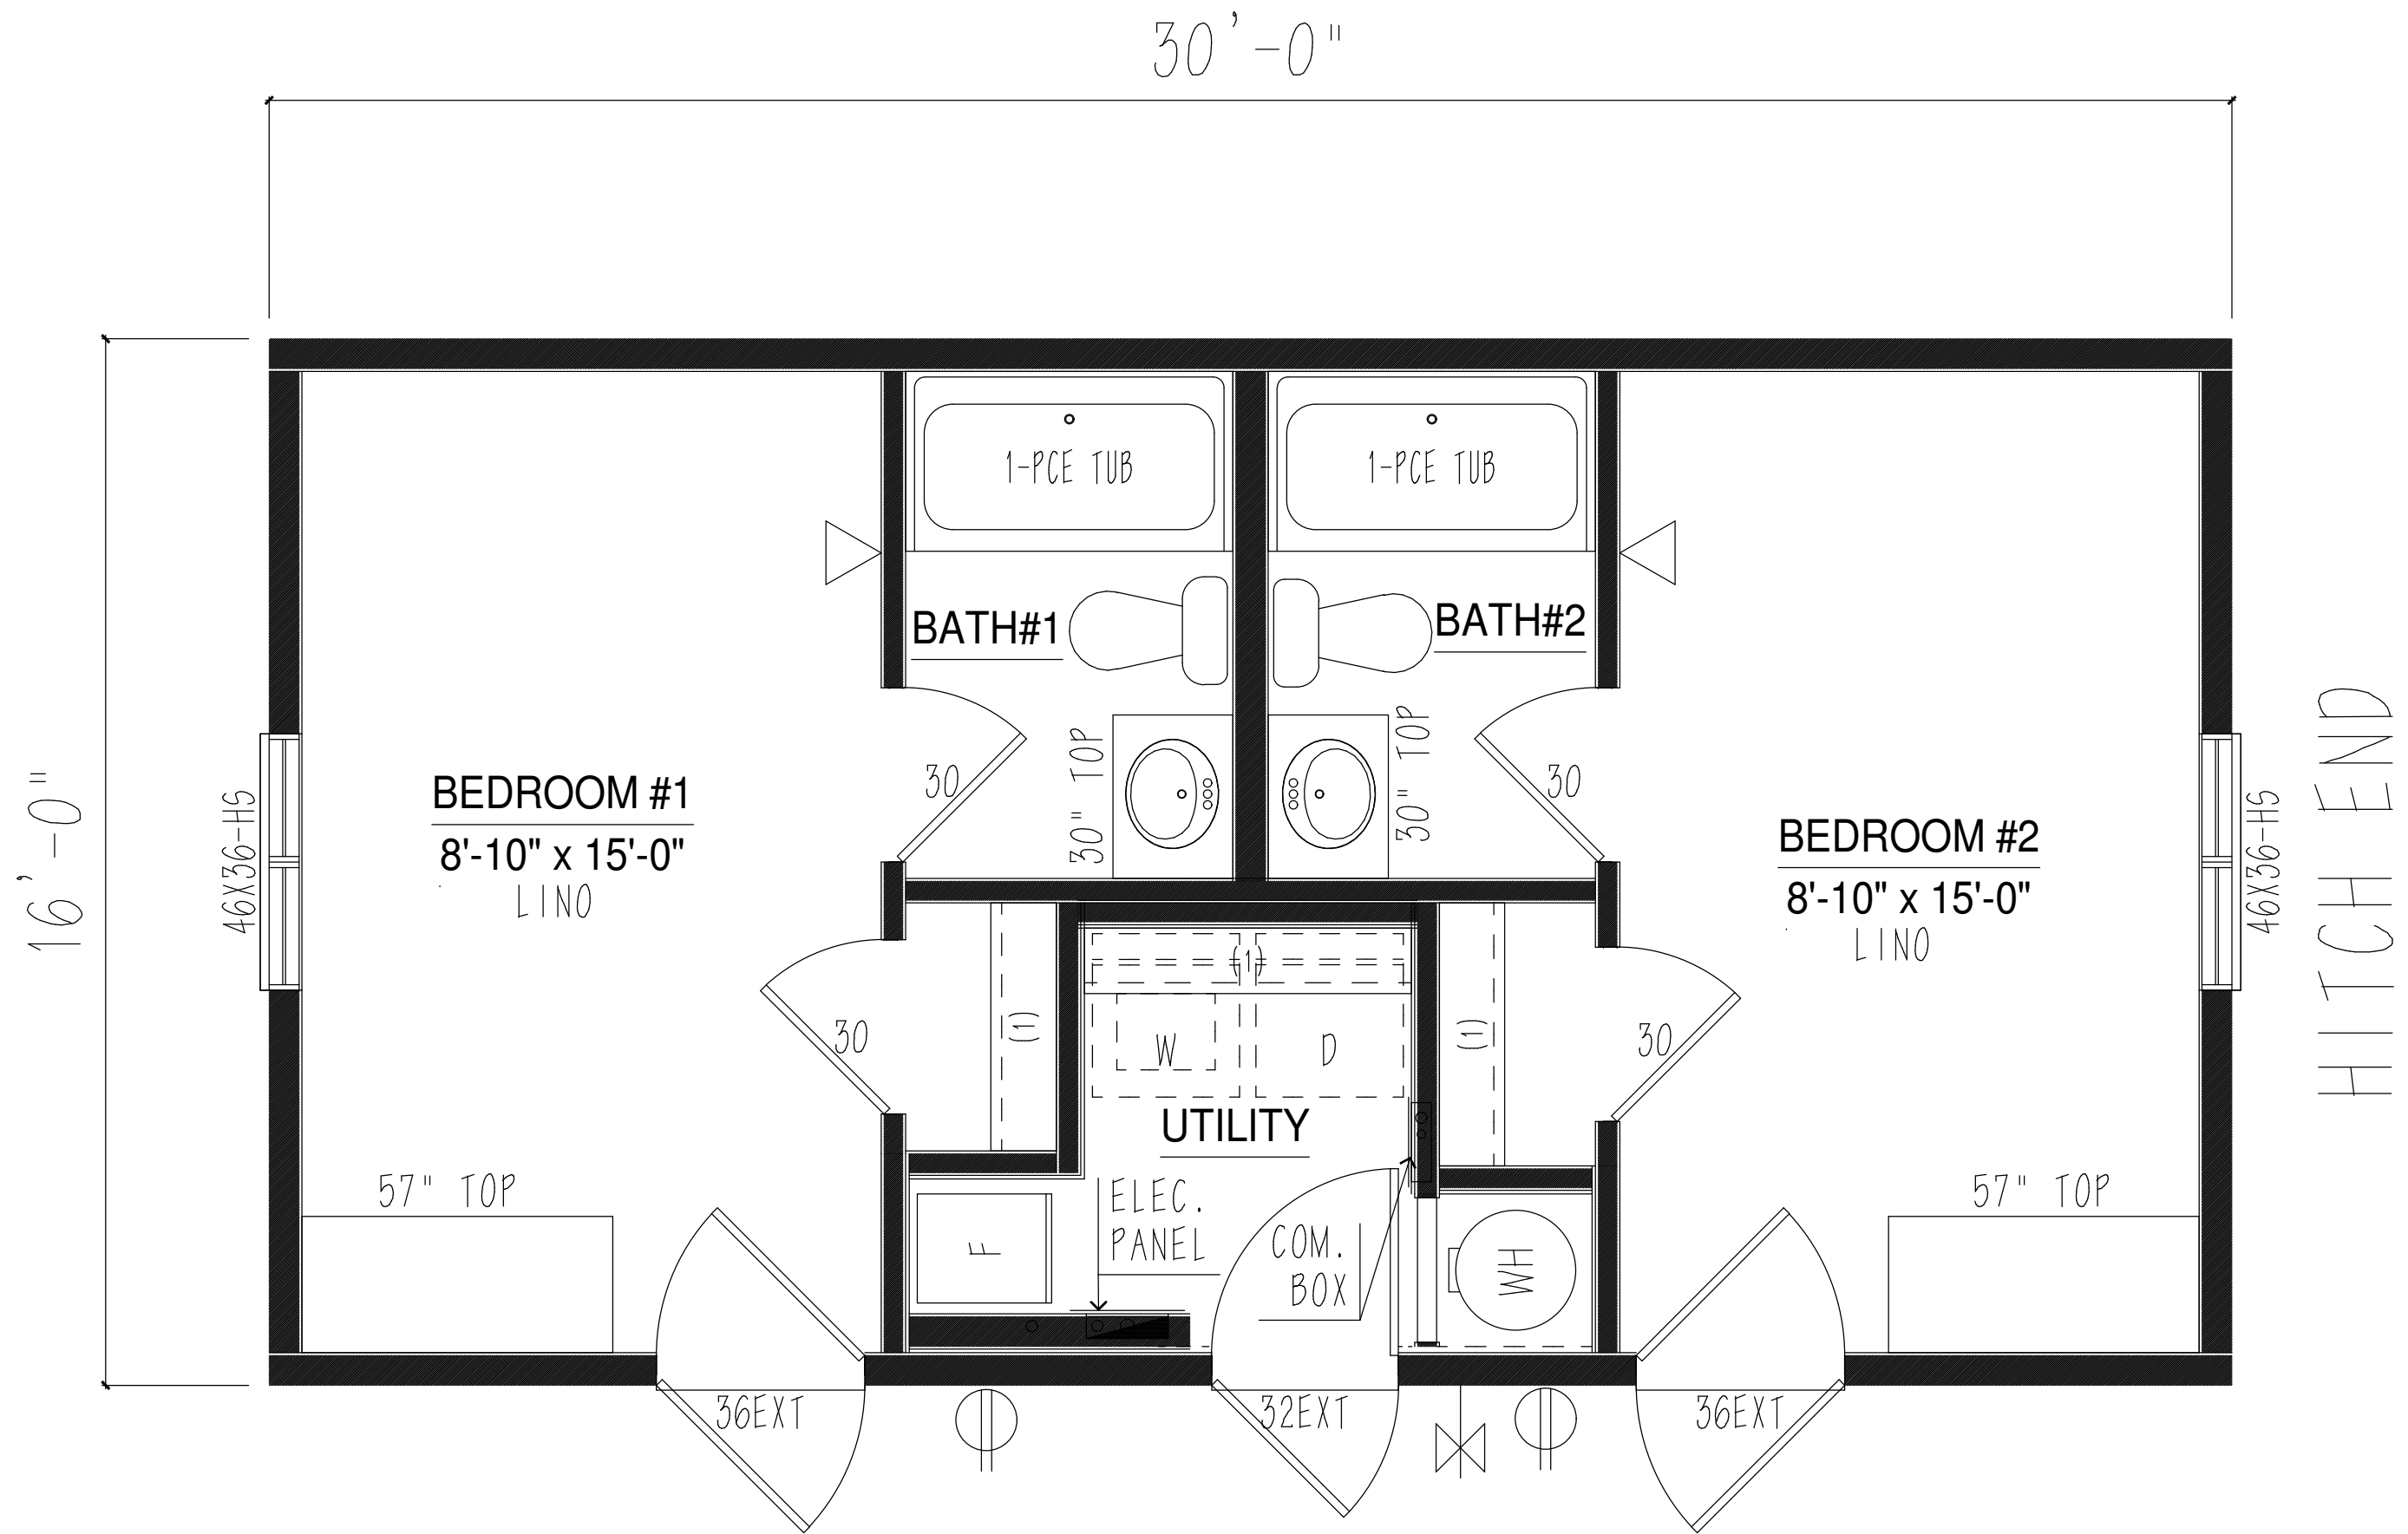 30'-0"
16'-0"
1-PCE TUB
1-PCE TUB
BATH#1
BATH#2
30" TOP
30" TOP
30
30
BEDROOM #1
8'-10" x 15'-0"
LINO
46X36-HS
BEDROOM #2
8'-10" x 15'-0"
LINO
46X36-HS
HITCH END
(1)
(1)
(1)
30
30
W
D
UTILITY
57" TOP
57" TOP
ELEC.
PANEL
COM.
BOX
F
WH
36EXT
32EXT
36EXT